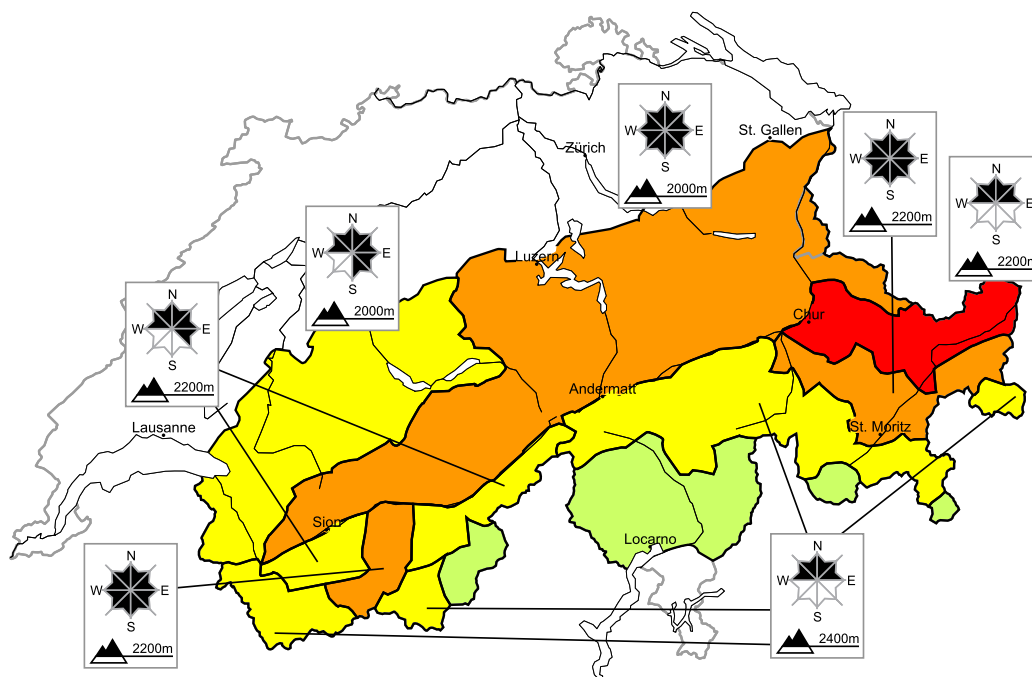 N
W E
S
2000m
St. Gallen
Zürich
N
W E
S
2200m
N
W E
S
2200m
N
W E
S
2000m
Luzern
N
W E
S
2200m
Chur
Andermatt
Lausanne
St. Moritz
Sion
Locarno
N
W E
S
2200m
N
W E
S
2400m